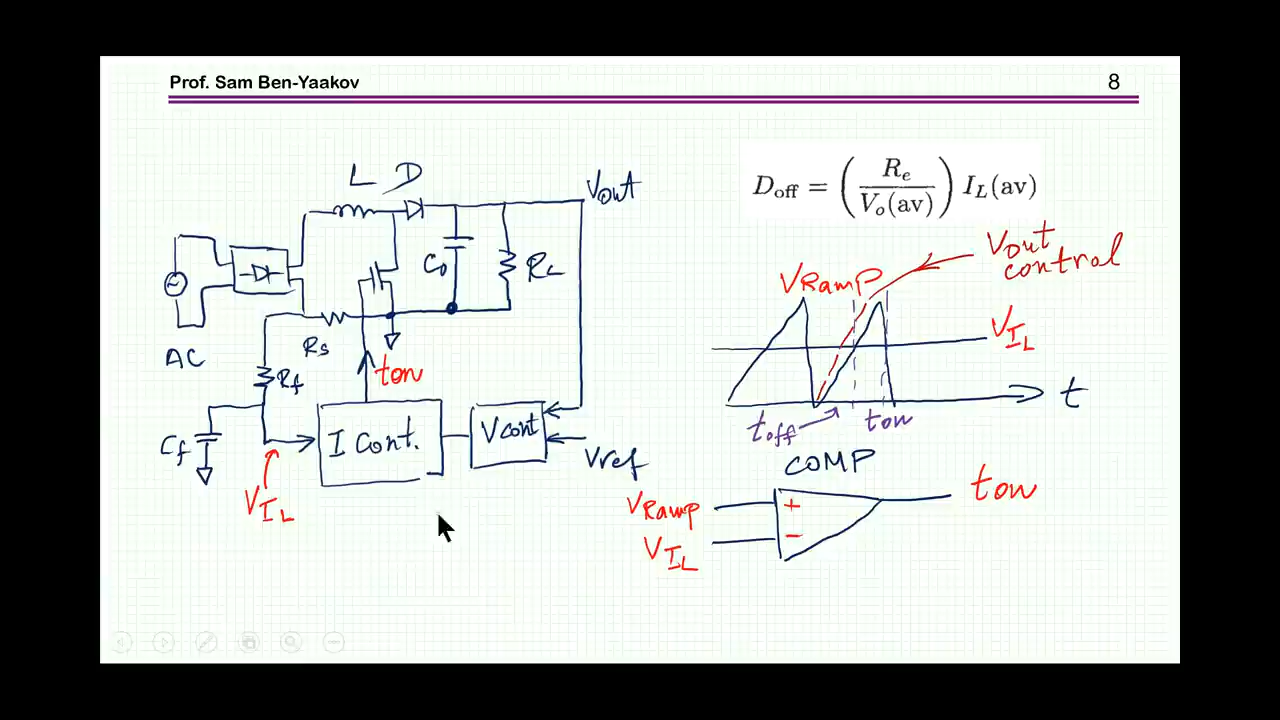 Prof. Sam Ben-Yaakov
8
L D
Vout
Co
RL
Rs
AC
Rf
ton
Cf
I Cont.
Vcont
Vref
VIL
Doff = (Re / Vo(av)) IL(av)
Vout
control
VRamp
VIL
t
toff
ton
COMP
VRamp
+
ton
VIL
−